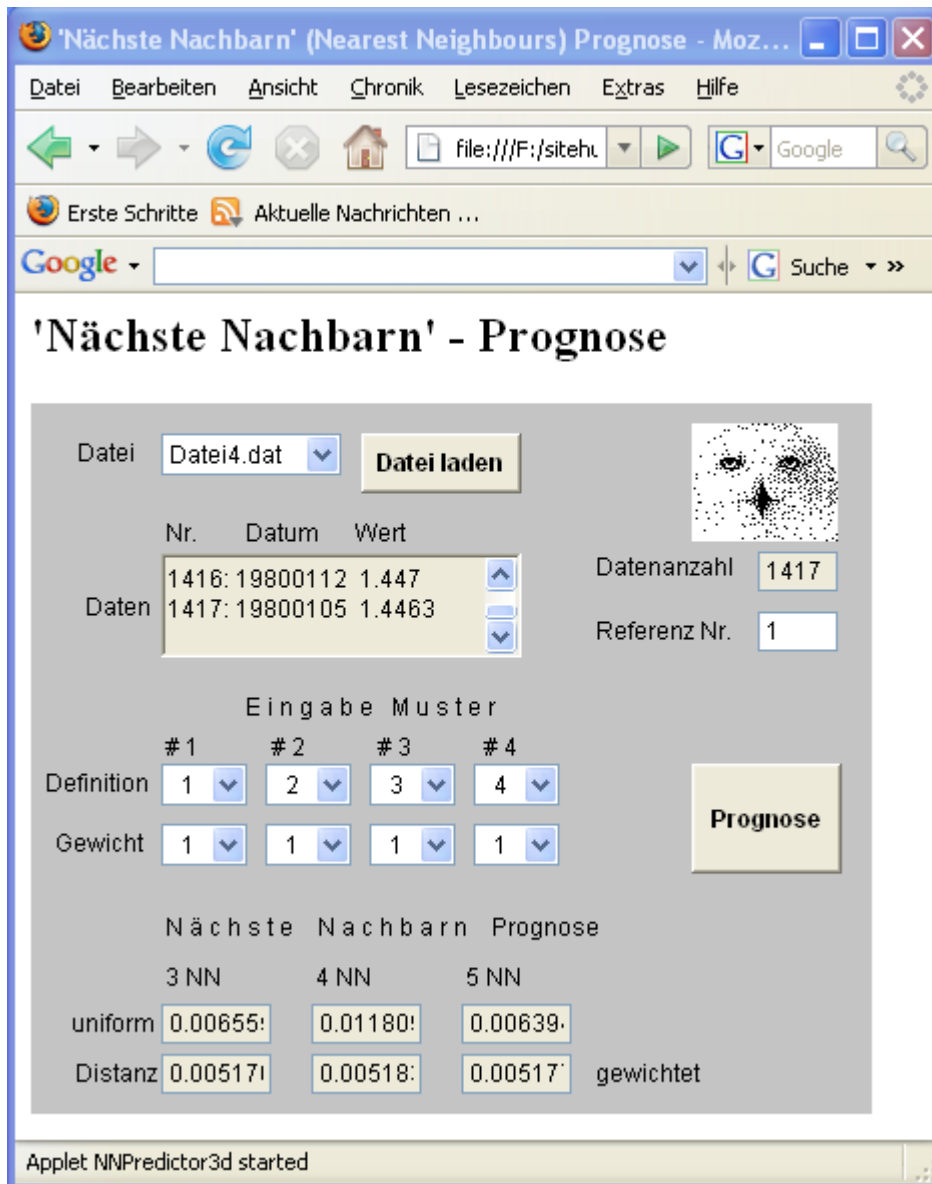 'Nächste Nachbarn' (Nearest Neighbours) Prognose - Moz...
Datei Bearbeiten Ansicht Chronik Lesezeichen Extras Hilfe
file:///F:/sitehu G Google
Erste Schritte Aktuelle Nachrichten ...
Google G Suche »
'Nächste Nachbarn' - Prognose
Datei Datei4.dat Datei laden
Nr. Datum Wert
1416: 19800112 1.447
Daten 1417: 19800105 1.4463
Datenanzahl 1417
Referenz Nr. 1
Eingabe Muster
#1 #2 #3 #4
Definition 1 2 3 4
Gewicht 1 1 1 1
Prognose
Nächste Nachbarn Prognose
3 NN 4 NN 5 NN
uniform 0.00655 0.01180 0.00639
Distanz 0.00517 0.00518 0.00517 gewichtet
Applet NNPredictor3d started